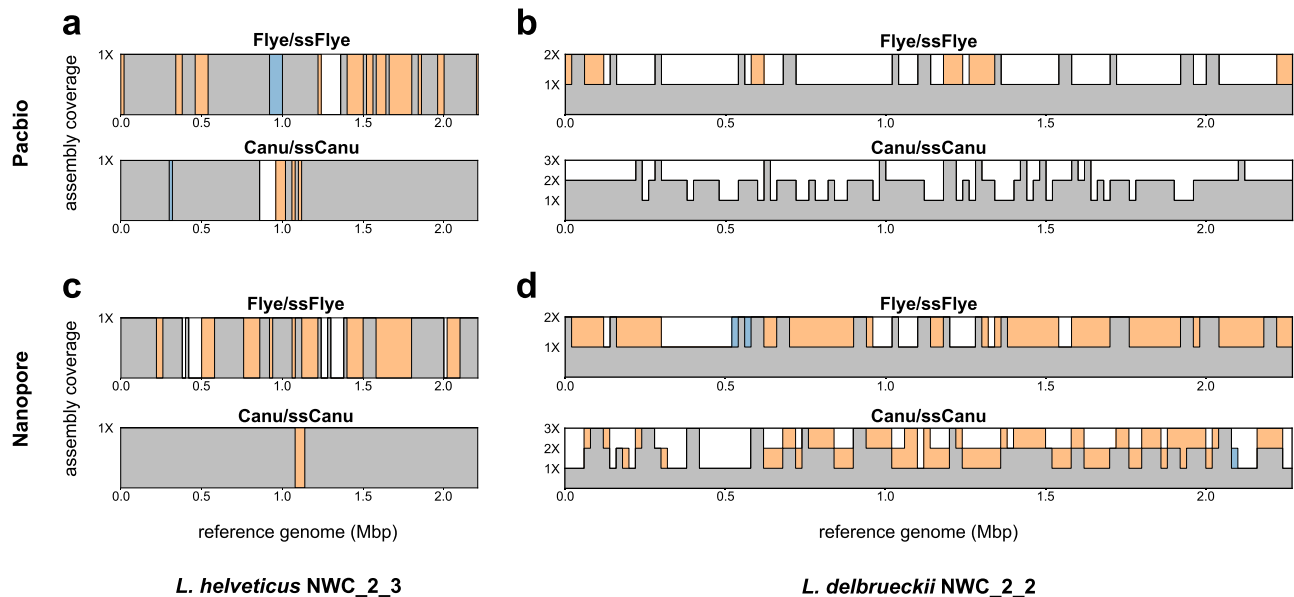 a
Flye/ssFlye
1X
0.0 0.5 1.0 1.5 2.0
Canu/ssCanu
1X
0.0 0.5 1.0 1.5 2.0
Pacbio
assembly coverage
b
Flye/ssFlye
2X
1X
0.0 0.5 1.0 1.5 2.0
Canu/ssCanu
3X
2X
1X
0.0 0.5 1.0 1.5 2.0
c
Flye/ssFlye
1X
0.0 0.5 1.0 1.5 2.0
Canu/ssCanu
1X
0.0 0.5 1.0 1.5 2.0
Nanopore
assembly coverage
reference genome (Mbp)
L. helveticus NWC_2_3
d
Flye/ssFlye
2X
1X
0.0 0.5 1.0 1.5 2.0
Canu/ssCanu
3X
2X
1X
0.0 0.5 1.0 1.5 2.0
reference genome (Mbp)
L. delbrueckii NWC_2_2